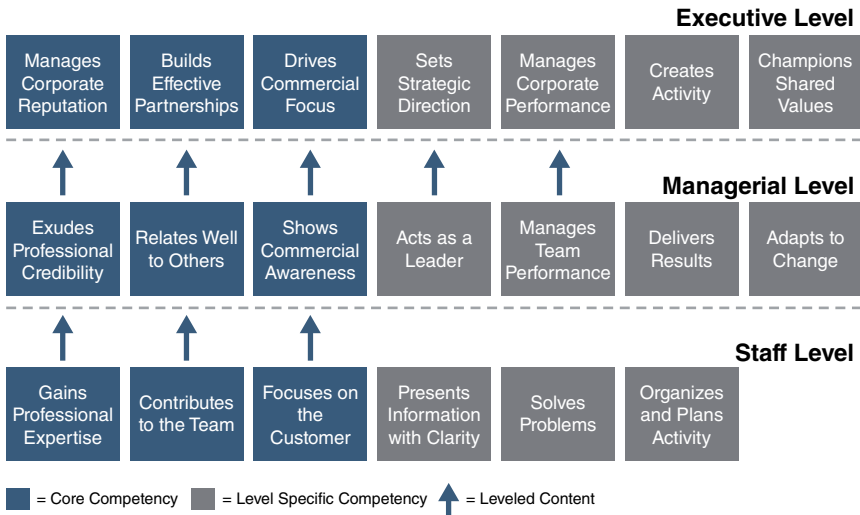 Executive Level
Manages
Corporate
Reputation
Builds
Effective
Partnerships
Drives
Commercial
Focus
Sets
Strategic
Direction
Manages
Corporate
Performance
Creates
Activity
Champions
Shared
Values
Managerial Level
Exudes
Professional
Credibility
Relates Well
to Others
Shows
Commercial
Awareness
Acts as a
Leader
Manages
Team
Performance
Delivers
Results
Adapts to
Change
Staff Level
Gains
Professional
Expertise
Contributes
to the Team
Focuses on
the
Customer
Presents
Information
with Clarity
Solves
Problems
Organizes
and Plans
Activity
= Core Competency = Level Specific Competency = Leveled Content